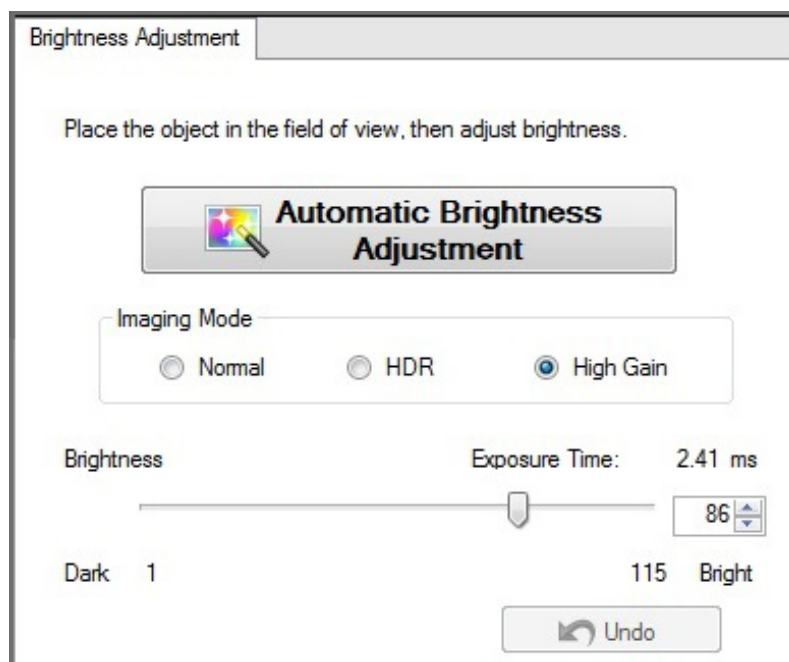 Brightness Adjustment
Place the object in the field of view, then adjust brightness.
Automatic Brightness
Adjustment
Imaging Mode
Normal HDR High Gain
Brightness Exposure Time: 2.41 ms
86
Dark 1 115 Bright
Undo